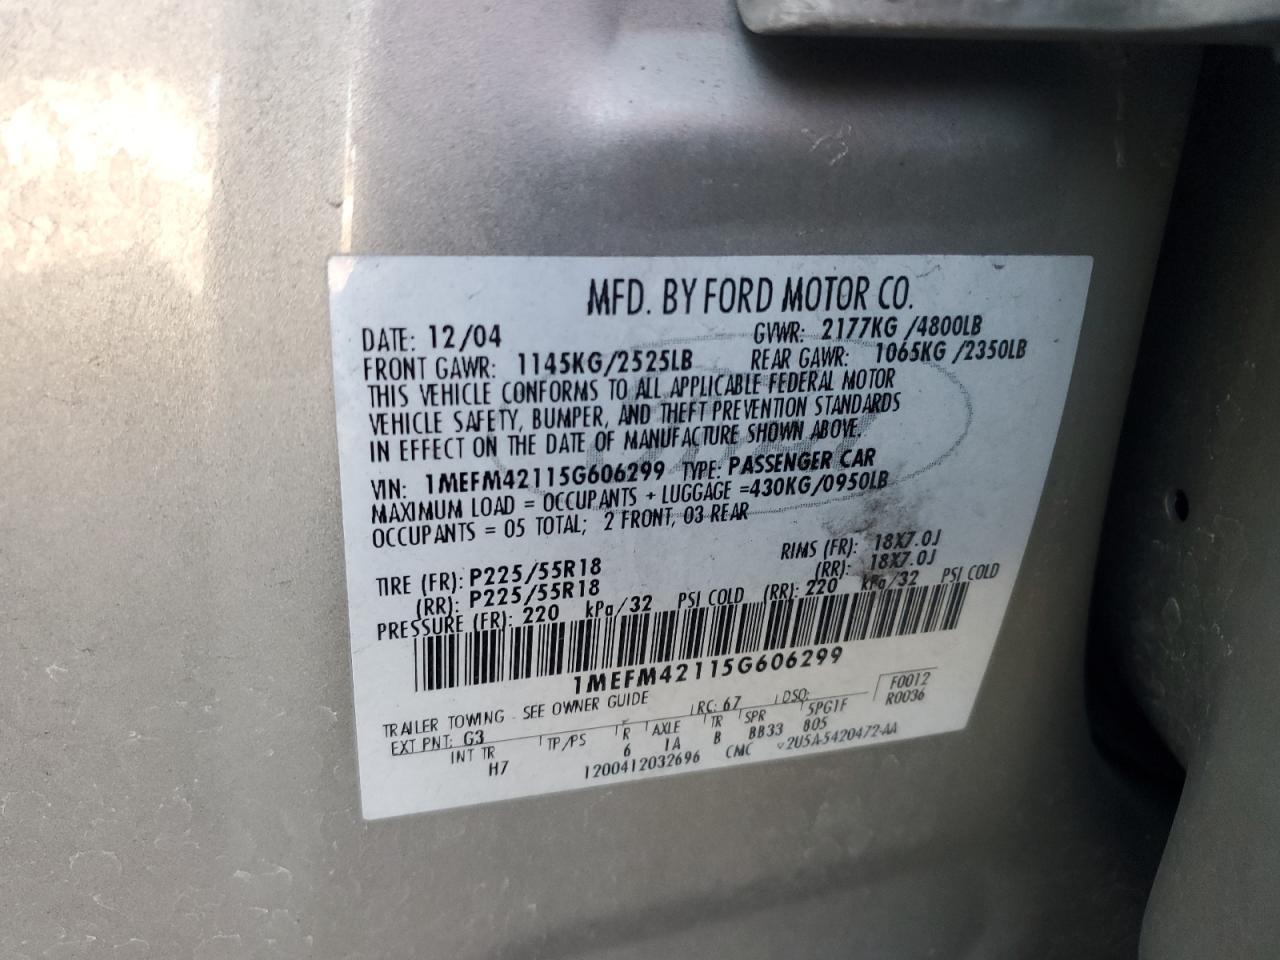 MFD. BY FORD MOTOR CO.
DATE: 12/04 GVWR: 2177KG /4800LB
FRONT GAWR: 1145KG/2525LB REAR GAWR: 1065KG /2350LB
THIS VEHICLE CONFORMS TO ALL APPLICABLE FEDERAL MOTOR
VEHICLE SAFETY, BUMPER, AND THEFT PREVENTION STANDARDS
IN EFFECT ON THE DATE OF MANUFACTURE SHOWN ABOVE.
VIN: 1MEFM42115G606299 TYPE: PASSENGER CAR
MAXIMUM LOAD = OCCUPANTS + LUGGAGE =430KG/0950LB
OCCUPANTS = 05 TOTAL; 2 FRONT, 03 REAR
TIRE (FR): P225/55R18 RIMS (FR): 18X7.0J
(RR): P225/55R18 (RR): 18X7.0J
PRESSURE (FR): 220 kPa/32 PSI COLD (RR): 220 kPa/32 PSI COLD
1MEFM42115G606299
TRAILER TOWING - SEE OWNER GUIDE F0012
EXT PNT: G3 RC: 67 DSO: R0036
INT TR TP/PS R AXLE TR SPR 5PG1F
H7 6 1A B BB33 805
1200412032696 CMC V2U5A-5420472-AA